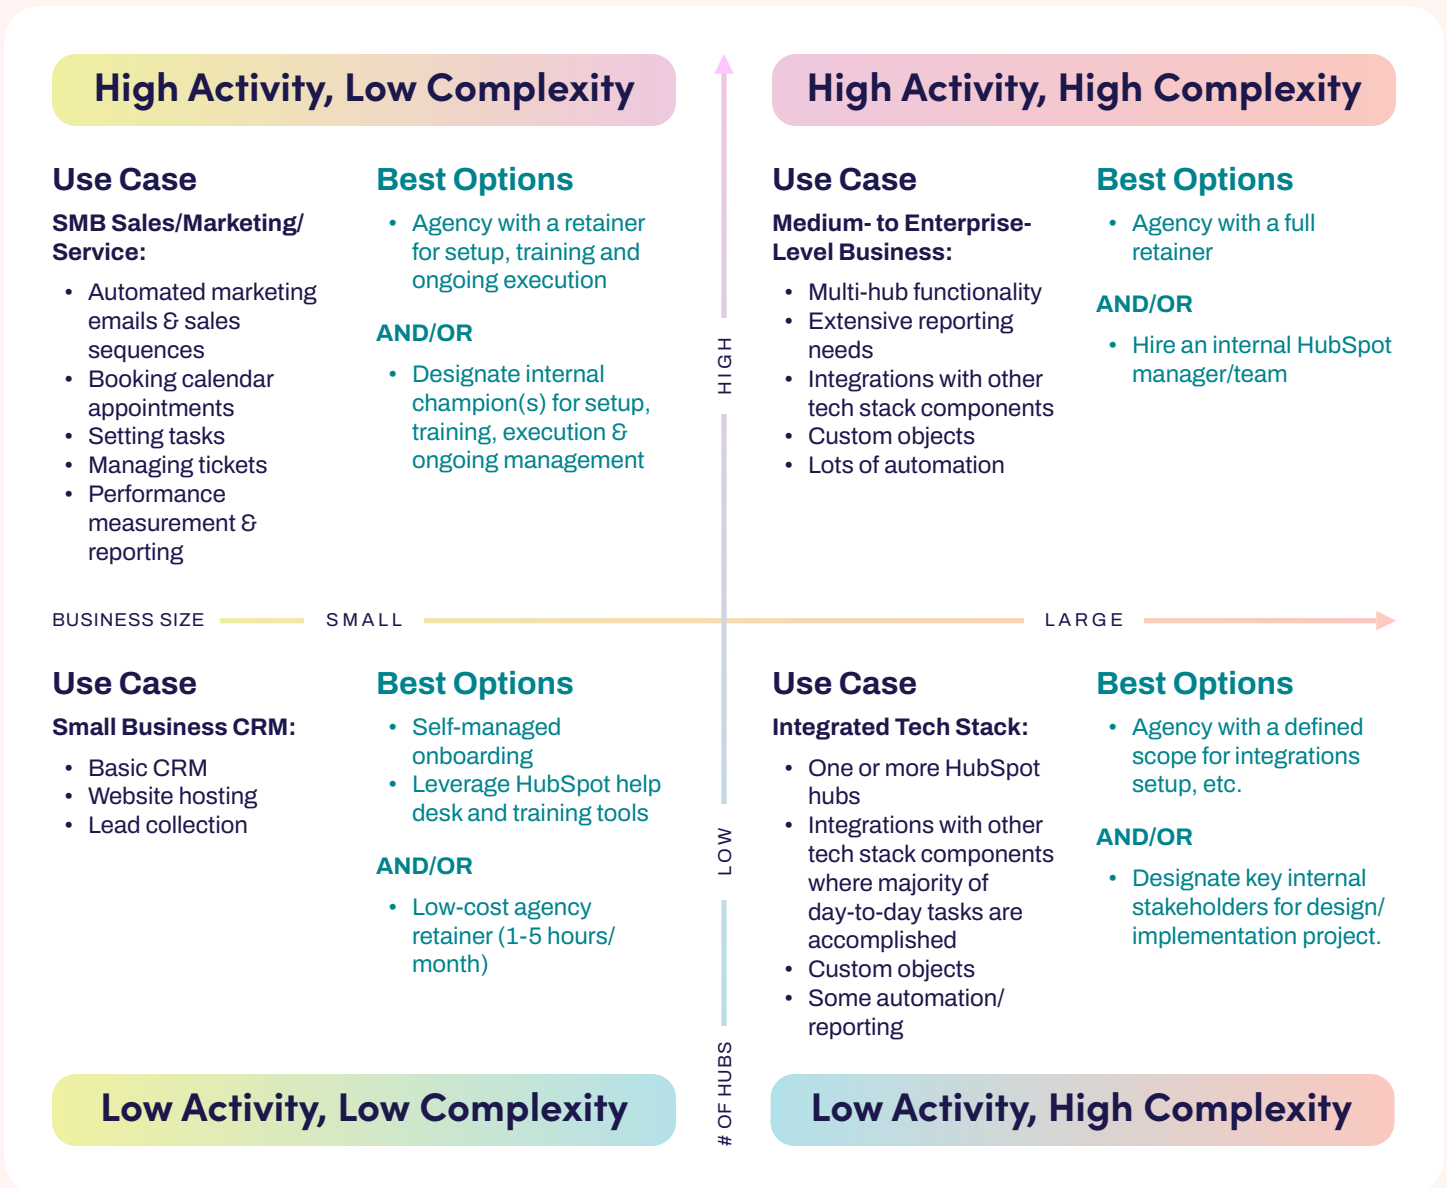 High Activity, Low Complexity
Use Case
SMB Sales/Marketing/
Service:
• Automated marketing
emails & sales
sequences
• Booking calendar
appointments
• Setting tasks
• Managing tickets
• Performance
measurement &
reporting
Best Options
• Agency with a retainer
for setup, training and
ongoing execution
AND/OR
• Designate internal
champion(s) for setup,
training, execution &
ongoing management
High Activity, High Complexity
Use Case
Medium- to Enterprise-
Level Business:
• Multi-hub functionality
• Extensive reporting
needs
• Integrations with other
tech stack components
• Custom objects
• Lots of automation
Best Options
• Agency with a full
retainer
AND/OR
• Hire an internal HubSpot
manager/team
HIGH
BUSINESS SIZE
SMALL
LARGE
Use Case
Small Business CRM:
• Basic CRM
• Website hosting
• Lead collection
Best Options
• Self-managed
onboarding
• Leverage HubSpot help
desk and training tools
AND/OR
• Low-cost agency
retainer (1-5 hours/
month)
Low Activity, Low Complexity
LOW
# OF HUBS
Use Case
Integrated Tech Stack:
• One or more HubSpot
hubs
• Integrations with other
tech stack components
where majority of
day-to-day tasks are
accomplished
• Custom objects
• Some automation/
reporting
Best Options
• Agency with a defined
scope for integrations
setup, etc.
AND/OR
• Designate key internal
stakeholders for design/
implementation project.
Low Activity, High Complexity